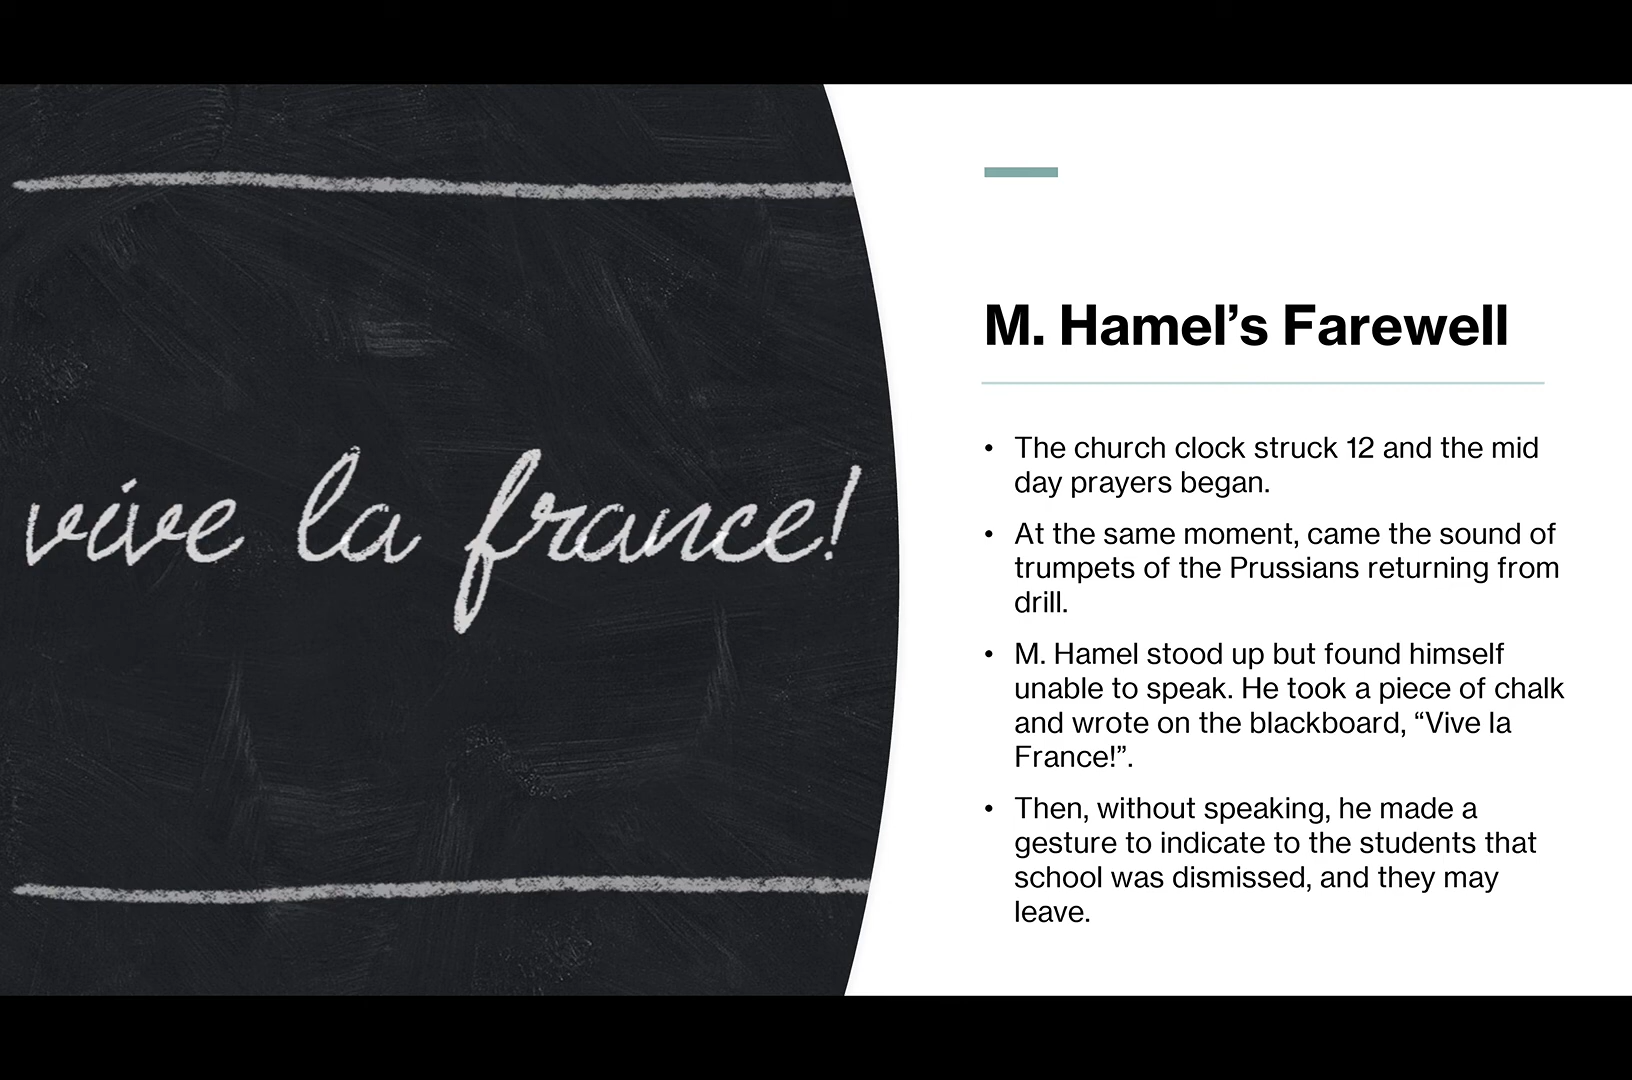 vive la france!
M. Hamel’s Farewell
• The church clock struck 12 and the mid
day prayers began.
• At the same moment, came the sound of
trumpets of the Prussians returning from
drill.
• M. Hamel stood up but found himself
unable to speak. He took a piece of chalk
and wrote on the blackboard, “Vive la
France!”.
• Then, without speaking, he made a
gesture to indicate to the students that
school was dismissed, and they may
leave.